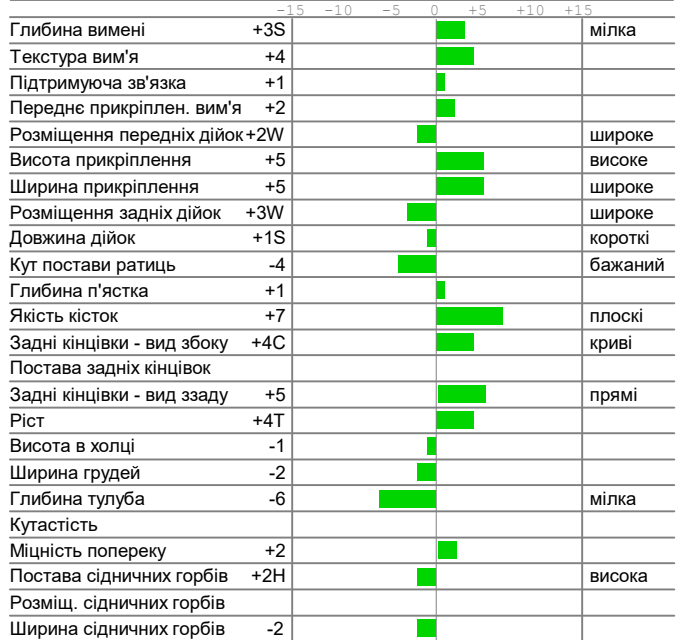 -15 -10 -5 0 +5 +10 +15
Глибина вимені +3S мілка
Текстура вим'я +4
Підтримуюча зв'язка +1
Переднє прикріплен. вим'я +2
Розміщення передніх дійок +2W широке
Висота прикріплення +5 високе
Ширина прикріплення +5 широке
Розміщення задніх дійок +3W широке
Довжина дійок +1S короткі
Кут постави ратиць -4 бажаний
Глибина п'ястка +1
Якість кісток +7 плоскі
Задні кінцівки - вид збоку +4C криві
Постава задніх кінцівок
Задні кінцівки - вид ззаду +5 прямі
Ріст +4T
Висота в холці -1
Ширина грудей -2
Глибина тулуба -6 мілка
Кутастість
Міцність попереку +2
Постава сідничних горбів +2H висока
Розміщ. сідничних горбів
Ширина сідничних горбів -2